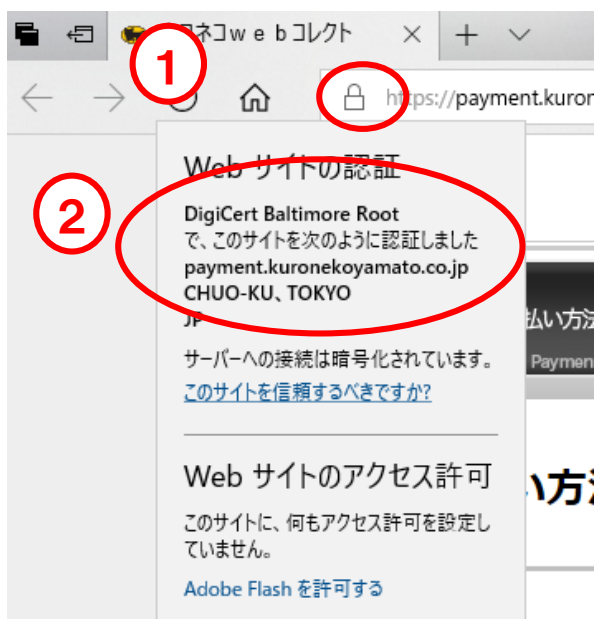 ネコwebコレクト
1
https://payment.kuron
Web サイトの認証
2
DigiCert Baltimore Root
で、このサイトを次のように認証しました
payment.kuronekoyamato.co.jp
CHUO-KU、TOKYO
JP
サーバーへの接続は暗号化されています。
このサイトを信頼するべきですか?
払い方法
Paymen
Web サイトのアクセス許可
い方法
このサイトに、何もアクセス許可を設定し
ていません。
Adobe Flash を許可する